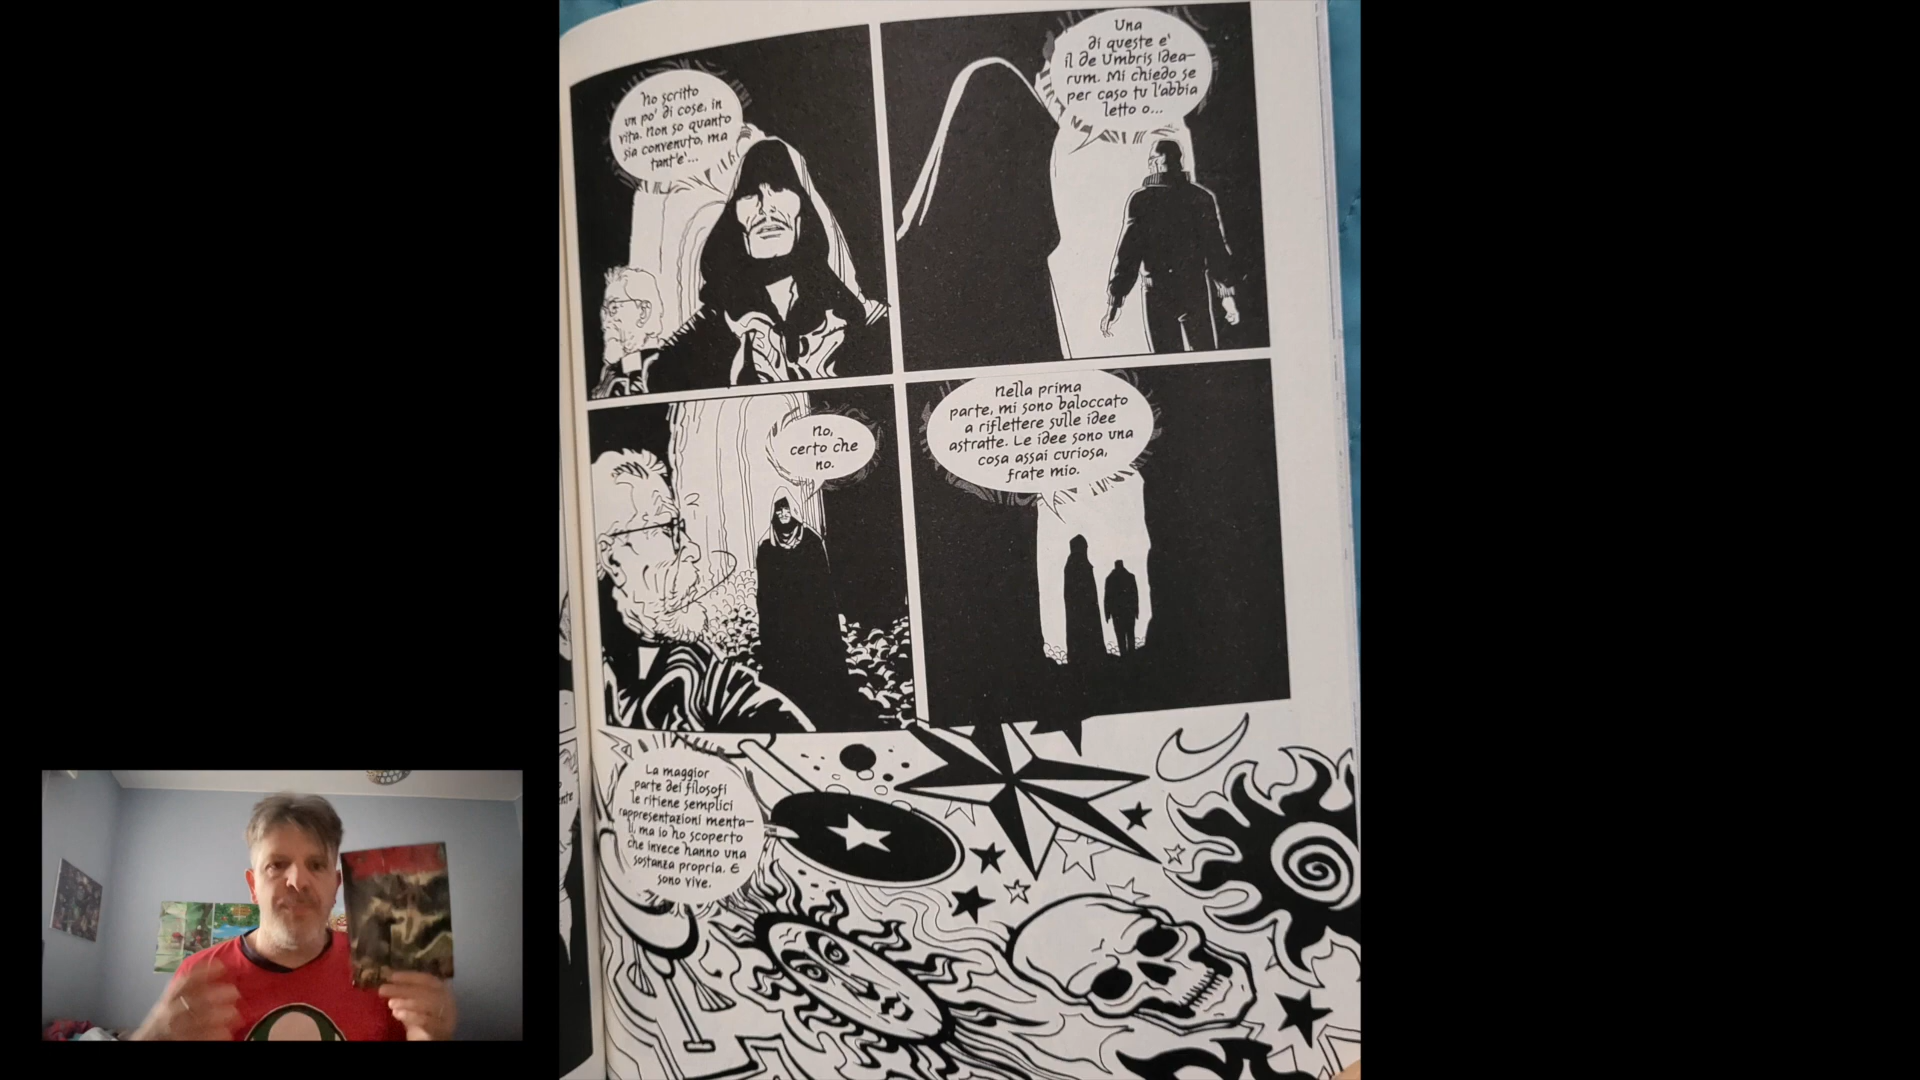 Ho scritto
un po' di cose, in
vita. Non so quanto
sia convenuto, ma
tant'è...
Una
di queste e'
il de Umbris Idea-
rum. Mi chiedo se
per caso tu l'abbia
letto o...
No,
certo che
no.
Nella prima
parte, mi sono baloccato
a riflettere sulle idee
astratte. Le idee sono una
cosa assai curiosa,
frate mio.
La maggior
parte dei filosofi
le ritiene semplici
rappresentazioni menta-
li, ma io ho scoperto
che invece hanno una
sostanza propria. E
sono vive.